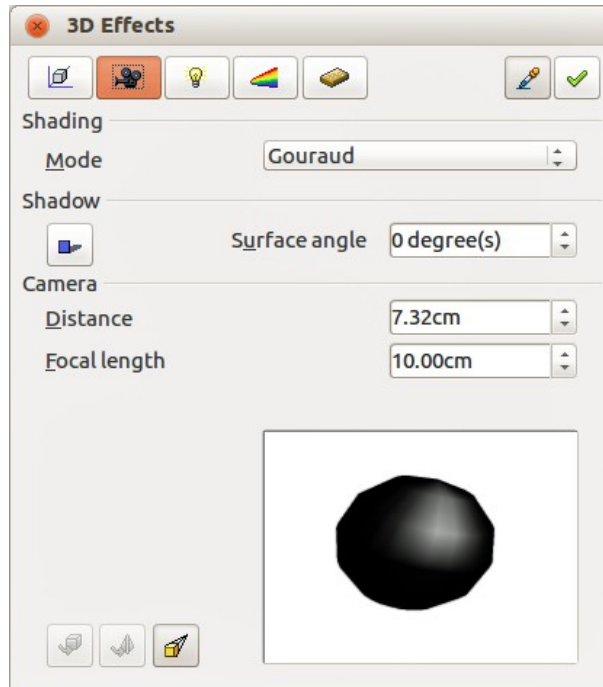 3D Effects
Shading
Mode Gouraud
Shadow
Surface angle 0 degree(s)
Camera
Distance 7.32cm
Focal length 10.00cm